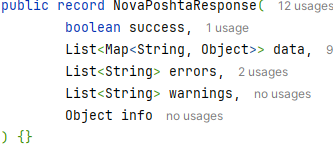 public record NovaPoshtaResponse( 12 usages
boolean success, 1 usage
List<Map<String, Object>> data, 9
List<String> errors, 2 usages
List<String> warnings, no usages
Object info no usages
) {}